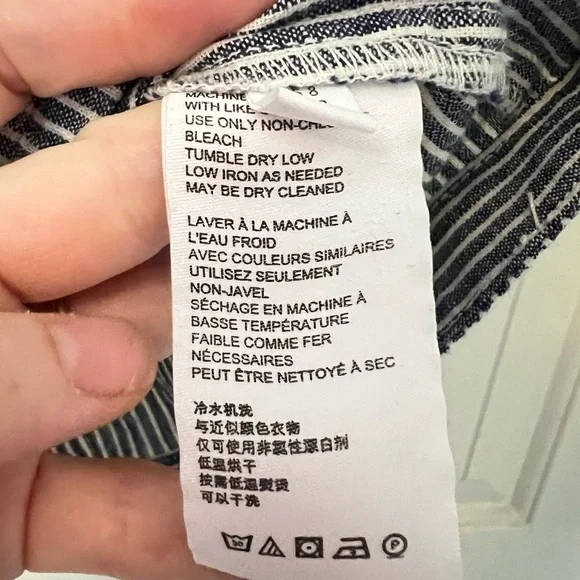 MACHINE
WITH LIKE
USE ONLY NON-CHL
BLEACH
TUMBLE DRY LOW
LOW IRON AS NEEDED
MAY BE DRY CLEANED
LAVER À LA MACHINE À
L'EAU FROID
AVEC COULEURS SIMILAIRES
UTILISEZ SEULEMENT
NON-JAVEL
SÉCHAGE EN MACHINE À
BASSE TEMPÉRATURE
FAIBLE COMME FER
NÉCESSAIRES
PEUT ÊTRE NETTOYÉ À SEC
冷水机洗
与近似颜色衣物
仅可使用非氯性漂白剂
低温烘干
按需低温熨烫
可以干洗
30 P